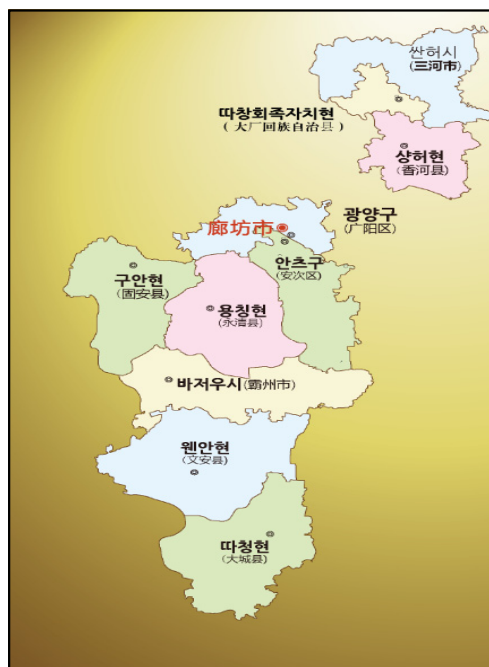 싼허시
(三河市)
따창회족자치현
(大厂回族自治县)
샹허현
(香河县)
광양구
(广阳区)
廊坊市
안츠구
(安次区)
구안현
(固安县)
용칭현
(永清县)
바저우시(霸州市)
웬안현
(文安县)
따청현
(大城县)